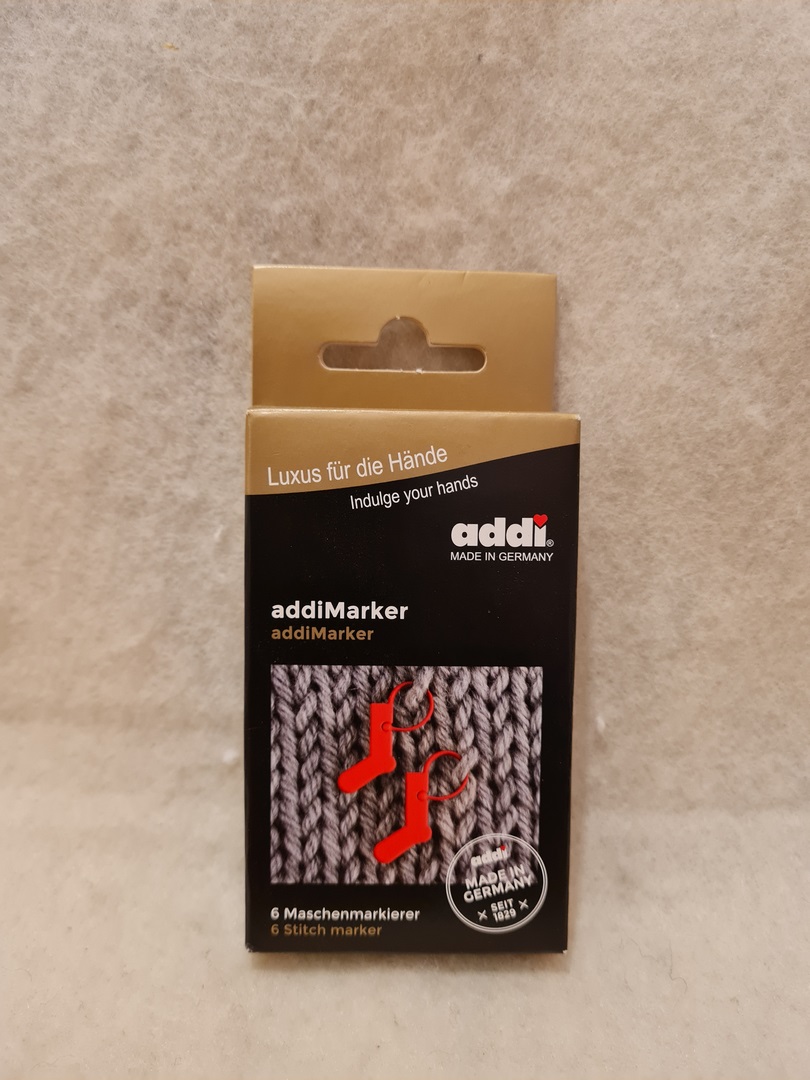 Luxus für die Hände
Indulge your hands
addi®
MADE IN GERMANY
addiMarker
addiMarker
addi
MADE IN
GERMANY
SEIT
1829
6 Maschenmarkierer
6 Stitch marker